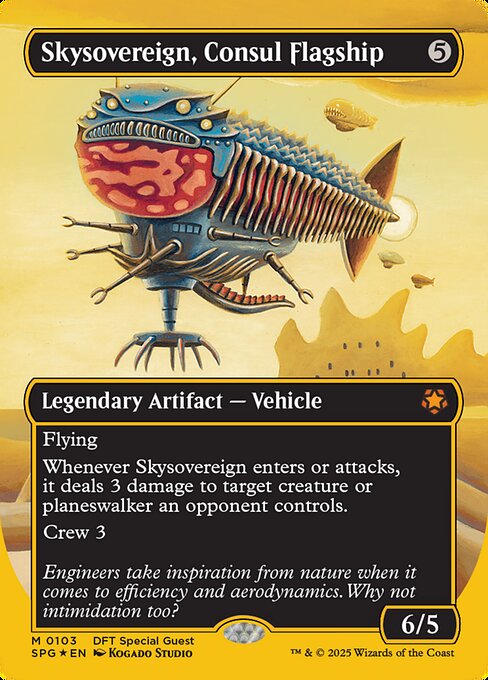 Skysovereign, Consul Flagship 5
Legendary Artifact — Vehicle
Flying
Whenever Skysovereign enters or attacks,
it deals 3 damage to target creature or
planeswalker an opponent controls.
Crew 3
Engineers take inspiration from nature when it
comes to efficiency and aerodynamics. Why not
intimidation too?
6/5
M 0103 DFT Special Guest
SPG ★ EN Kogado Studio ™ & © 2025 Wizards of the Coast